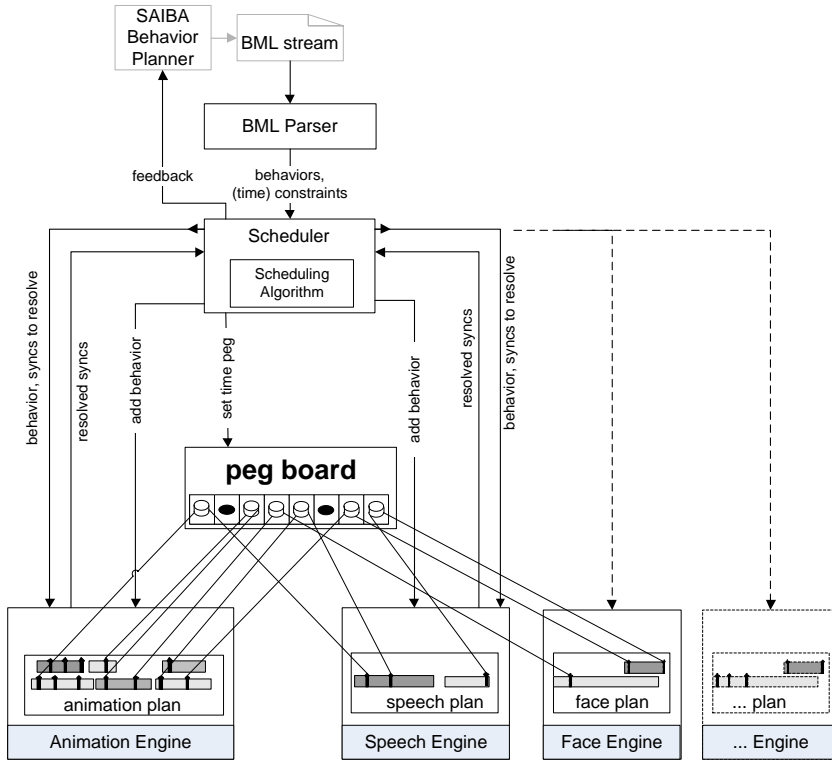 SAIBA
Behavior
Planner
BML stream
BML Parser
feedback
behaviors,
(time) constraints
Scheduler
Scheduling
Algorithm
behavior, syncs to resolve
resolved syncs
add behavior
set time peg
add behavior
resolved syncs
behavior, syncs to resolve
peg board
animation plan
speech plan
face plan
... plan
Animation Engine
Speech Engine
Face Engine
... Engine